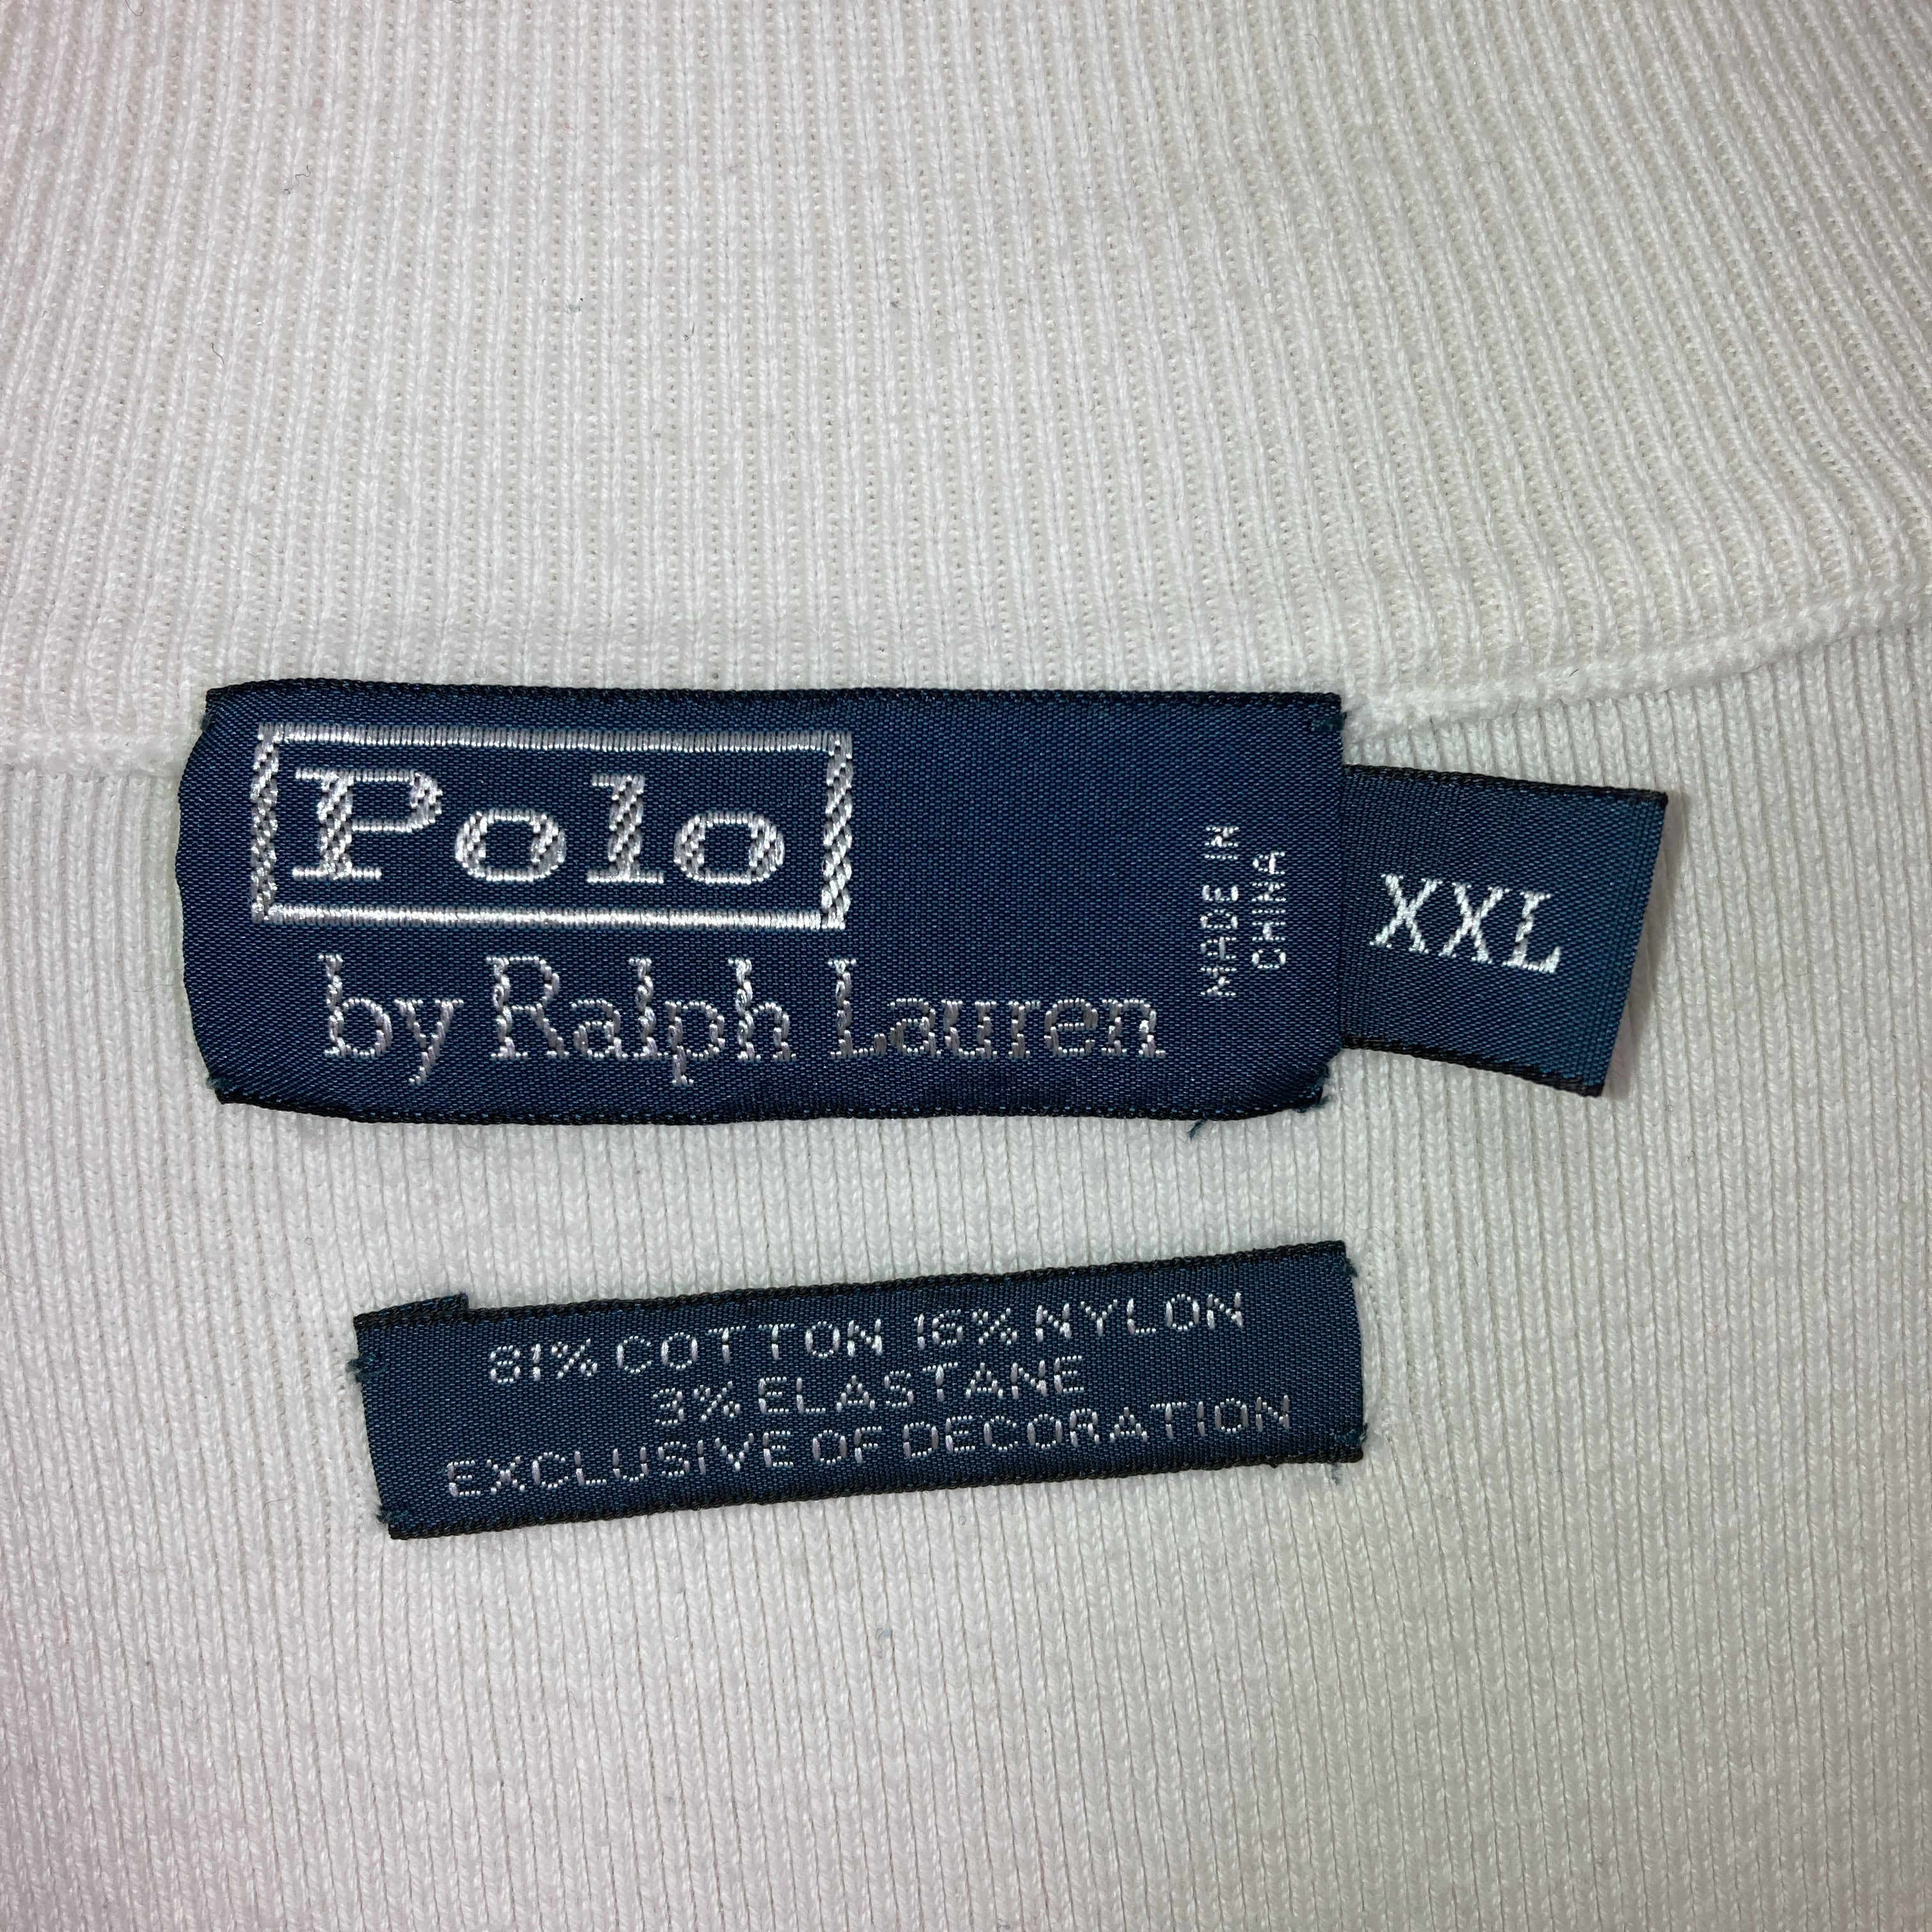 Polo
by Ralph Lauren
MADE IN
CHINA
XXL
81% COTTON 16% NYLON
3% ELASTANE
EXCLUSIVE OF DECORATION